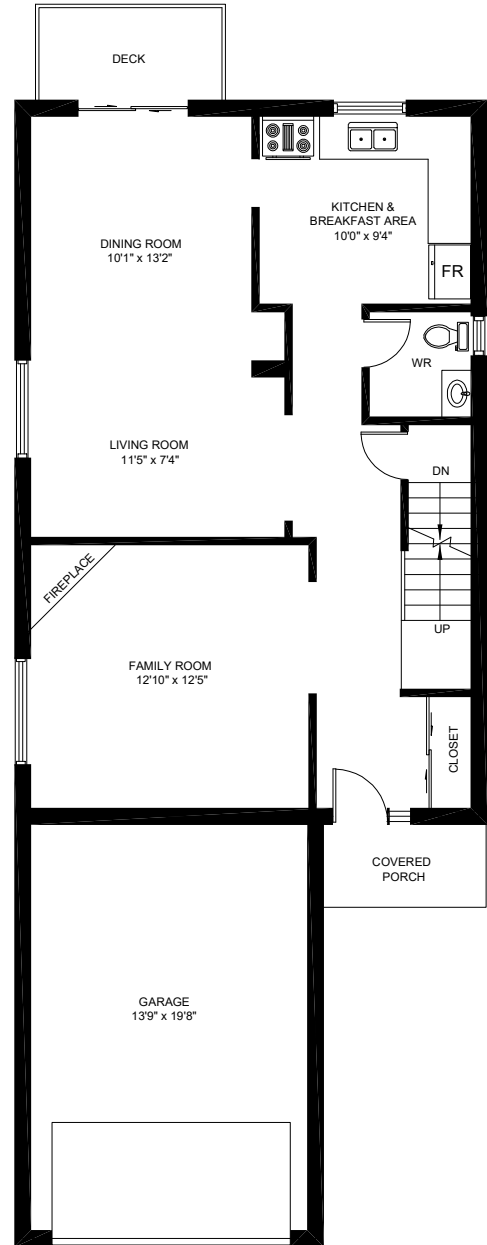 DECK
KITCHEN &
BREAKFAST AREA
10'0" x 9'4"
DINING ROOM
10'1" x 13'2"
FR
WR
LIVING ROOM
11'5" x 7'4"
DN
FIREPLACE
UP
FAMILY ROOM
12'10" x 12'5"
CLOSET
COVERED
PORCH
GARAGE
13'9" x 19'8"